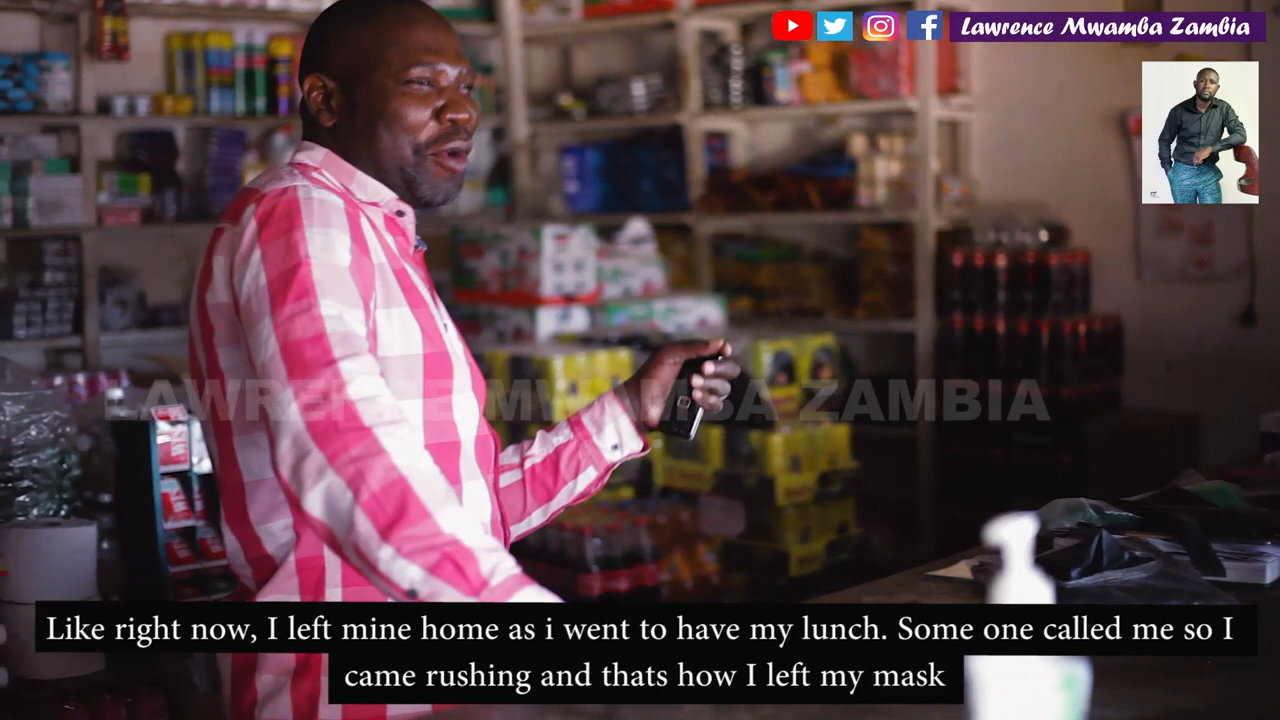 Lawrence Mwamba Zambia
LAWRENCE MWAMBA ZAMBIA
Like right now, I left mine home as i went to have my lunch. Some one called me so I
came rushing and thats how I left my mask